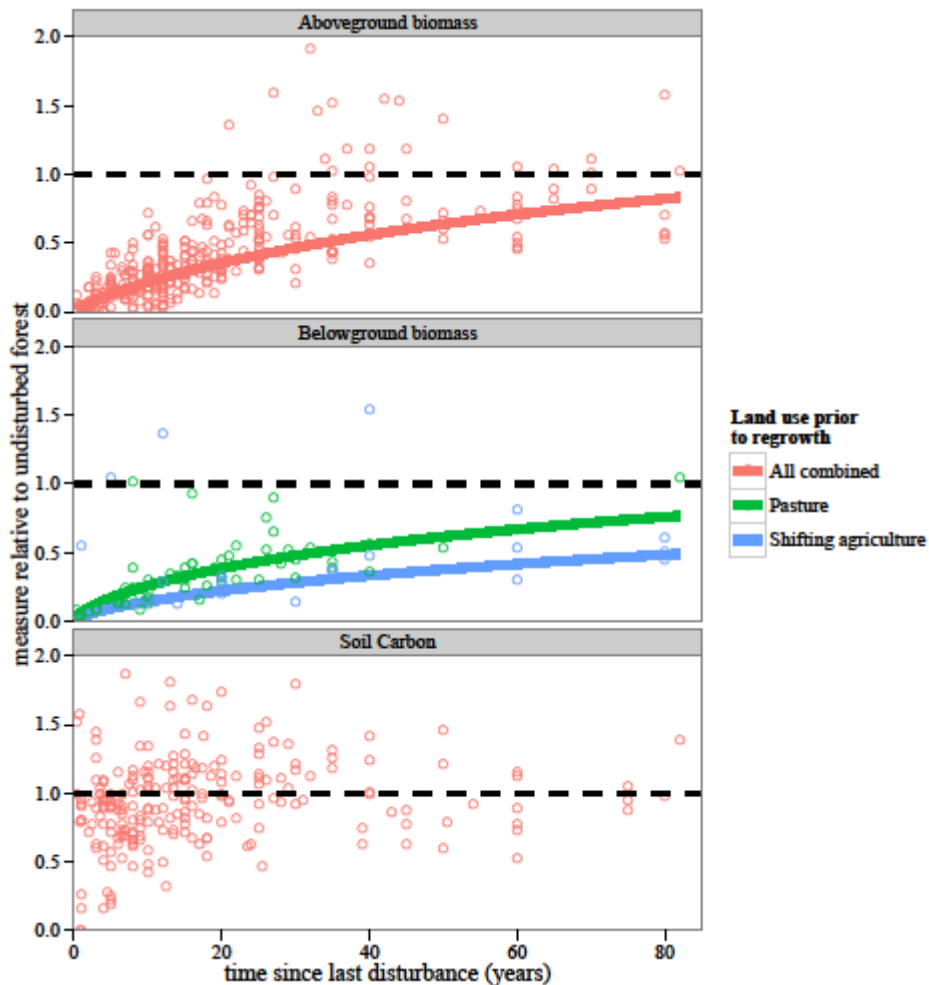 Aboveground biomass
2.0
1.5
1.0
0.5
0.0
Belowground biomass
2.0
1.5
1.0
0.5
0.0
Soil Carbon
2.0
1.5
1.0
0.5
0.0
0 20 40 60 80
time since last disturbance (years)
measure relative to undisturbed forest
Land use prior
to regrowth
All combined
Pasture
Shifting agriculture